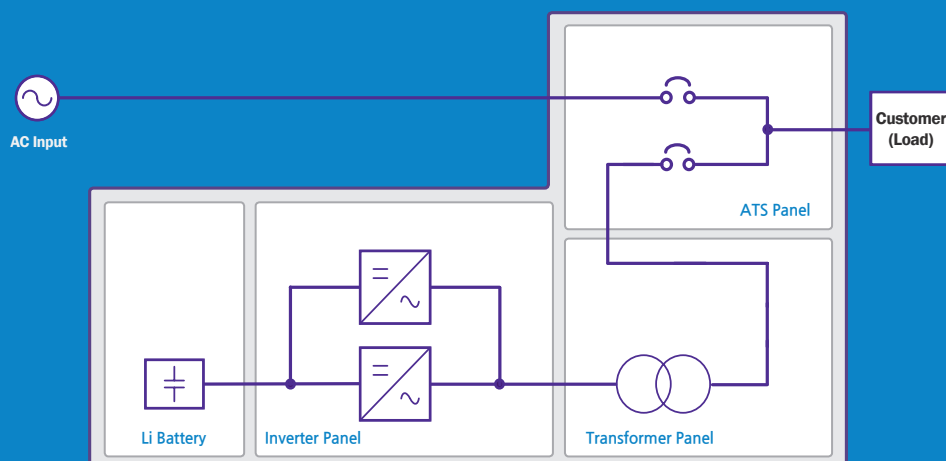 AC Input
Customer
(Load)
ATS Panel
Li Battery
Inverter Panel
Transformer Panel